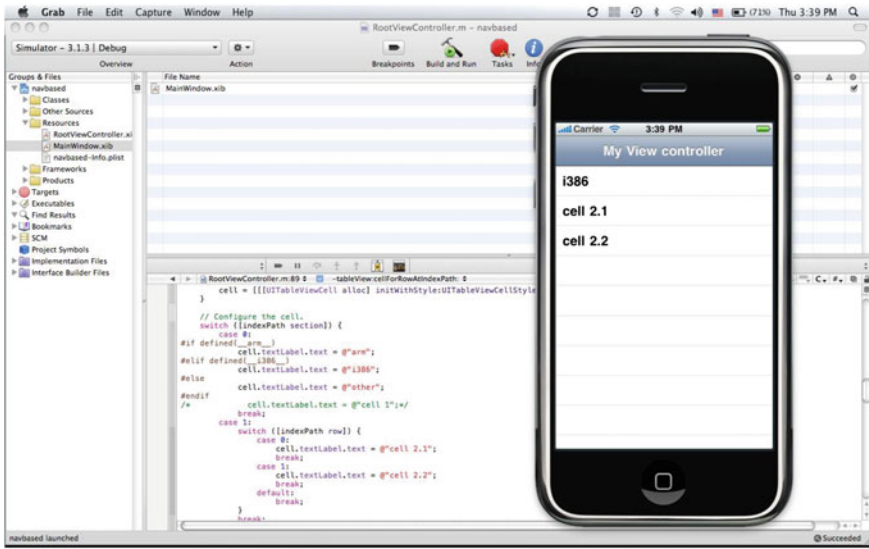 Grab File Edit Capture Window Help (71%) Thu 3:39 PM
RootViewController.m - navbased
Simulator - 3.1.3 | Debug
Overview Action Breakpoints Build and Run Tasks
Groups & Files File Name
navbased MainWindow.xib
Classes
Other Sources
Resources
RootViewController.xi
MainWindow.xib
navbased-Info.plist
Frameworks
Products
Targets
Executables
Find Results
Bookmarks
SCM
Project Symbols
Implementation Files
Interface Builder Files
RootViewController.m:89 -tableView:cellForRowAtIndexPath:
C, #,
cell = [[[UITableViewCell alloc] initWithStyle:UITableViewCellStyle
}
// Configure the cell.
switch ([indexPath section]) {
case 0:
#if defined(__arm__)
cell.textLabel.text = @"arm";
#elif defined(__i386__)
cell.textLabel.text = @"i386";
#else
cell.textLabel.text = @"other";
#endif
/* cell.textLabel.text = @"cell 1";*/
break;
case 1:
switch ([indexPath row]) {
case 0:
cell.textLabel.text = @"cell 2.1";
break;
case 1:
cell.textLabel.text = @"cell 2.2";
break;
default:
break;
}
break;
navbased launched Succeeded
Carrier 3:39 PM
My View controller
i386
cell 2.1
cell 2.2